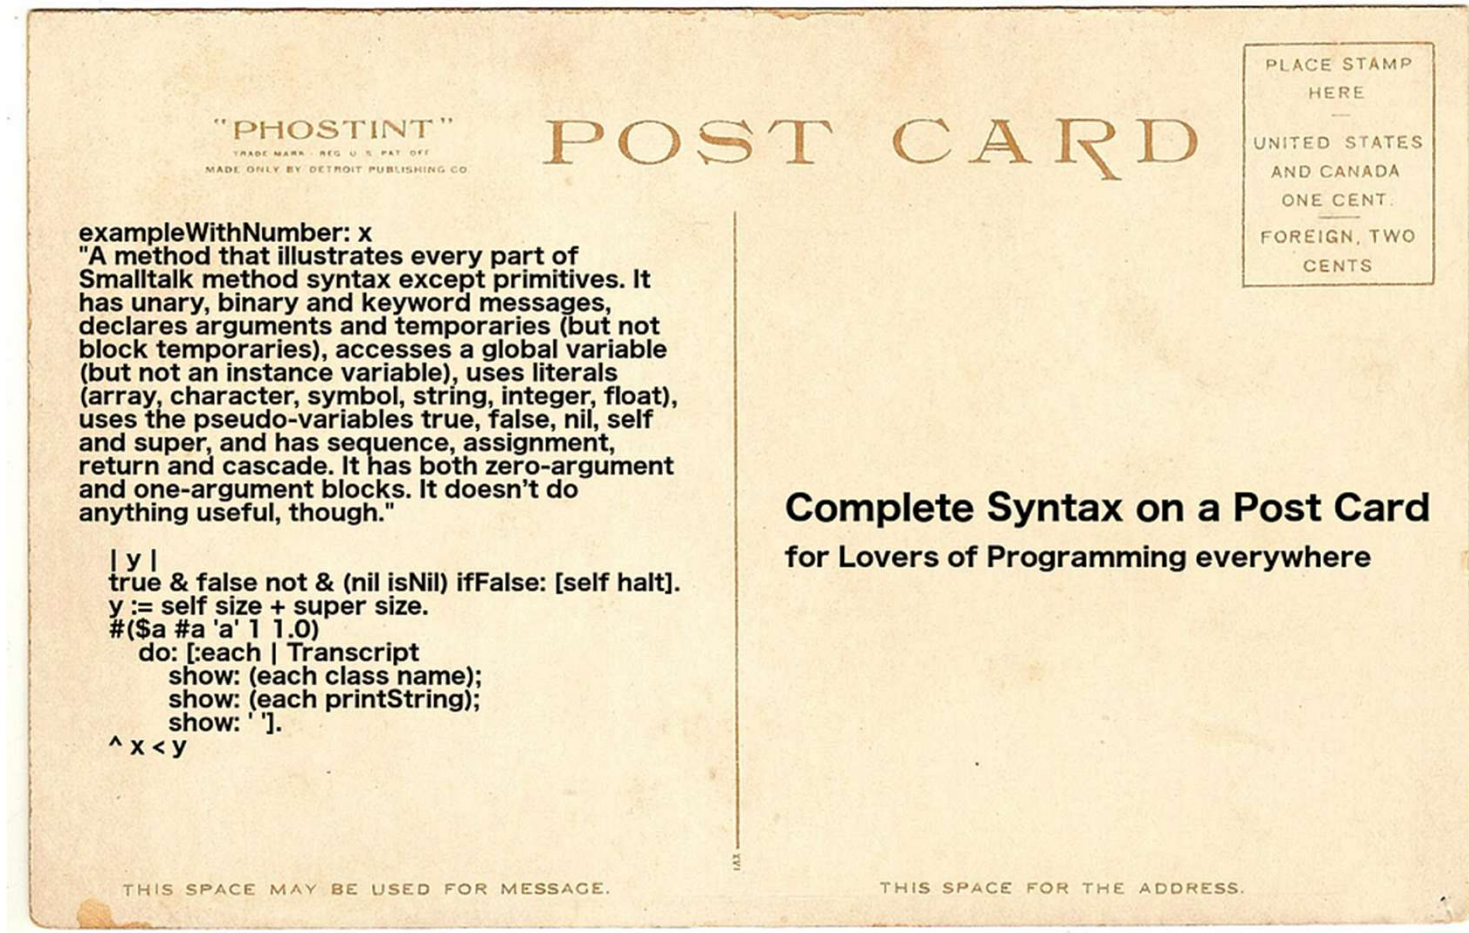 "PHOSTINT"
TRADE MARK - REG U S PAT OFF
MADE ONLY BY DETROIT PUBLISHING CO.
POST CARD
PLACE STAMP
HERE
UNITED STATES
AND CANADA
ONE CENT.
FOREIGN, TWO
CENTS
exampleWithNumber: x
"A method that illustrates every part of
Smalltalk method syntax except primitives. It
has unary, binary and keyword messages,
declares arguments and temporaries (but not
block temporaries), accesses a global variable
(but not an instance variable), uses literals
(array, character, symbol, string, integer, float),
uses the pseudo-variables true, false, nil, self
and super, and has sequence, assignment,
return and cascade. It has both zero-argument
and one-argument blocks. It doesn't do
anything useful, though."
| y |
true & false not & (nil isNil) ifFalse: [self halt].
y := self size + super size.
#($a #a 'a' 1 1.0)
do: [:each | Transcript
show: (each class name);
show: (each printString);
show: ' '].
^ x < y
THIS SPACE MAY BE USED FOR MESSAGE.
Complete Syntax on a Post Card
for Lovers of Programming everywhere
THIS SPACE FOR THE ADDRESS.